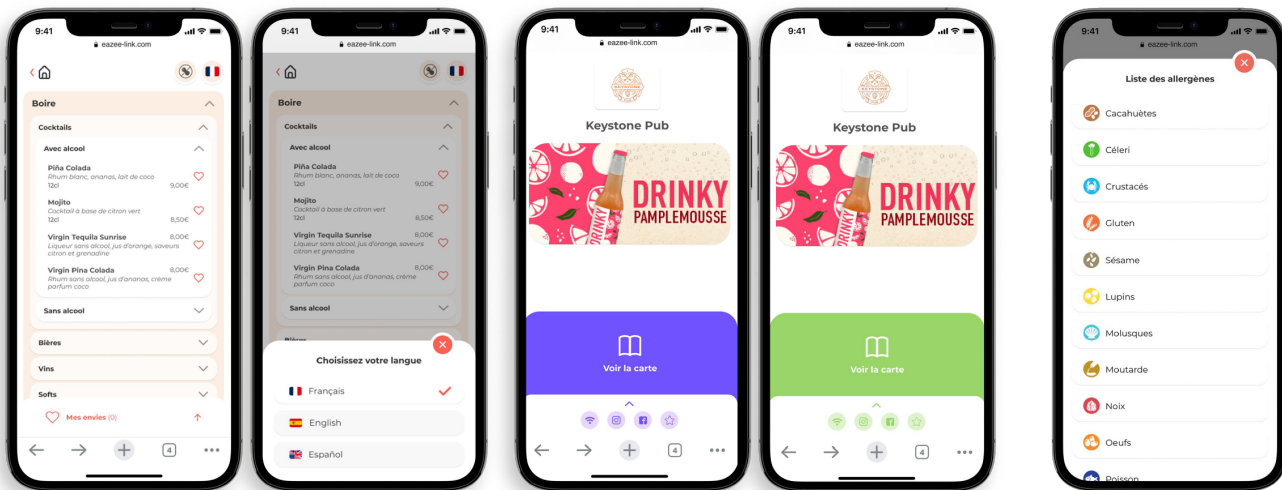 9:41
eazee-link.com
Boire
Cocktails
Avec alcool
Piña Colada
Rhum blanc, ananas, lait de coco
12cl 9,00€
Mojito
Cocktail à base de citron vert
12cl 8,50€
Virgin Tequila Sunrise 8,00€
Liqueur sans alcool, jus d'orange, saveurs
citron et grenadine
Virgin Pina Colada 8,00€
Rhum sans alcool, jus d'ananas, crème
parfum coco
Sans alcool
Bières
Vins
Softs
Mes envies (0)
4
9:41
eazee-link.com
Boire
Cocktails
Avec alcool
Piña Colada
Rhum blanc, ananas, lait de coco
12cl 9,00€
Mojito
Cocktail à base de citron vert
12cl 8,50€
Virgin Tequila Sunrise 8,00€
Liqueur sans alcool, jus d'orange, saveurs
citron et grenadine
Virgin Pina Colada 8,00€
Rhum sans alcool, jus d'ananas, crème
parfum coco
Sans alcool
Bières
Choisissez votre langue
Français
English
Español
9:41
eazee-link.com
KEYSTONE
Keystone Pub
DRINKY
DRINKY
PAMPLEMOUSSE
Voir la carte
4
9:41
eazee-link.com
KEYSTONE
Keystone Pub
DRINKY
DRINKY
PAMPLEMOUSSE
Voir la carte
4
9:41
eazee-link.com
Liste des allergènes
Cacahuètes
Céleri
Crustacés
Gluten
Sésame
Lupins
Molusques
Moutarde
Noix
Oeufs
Poisson